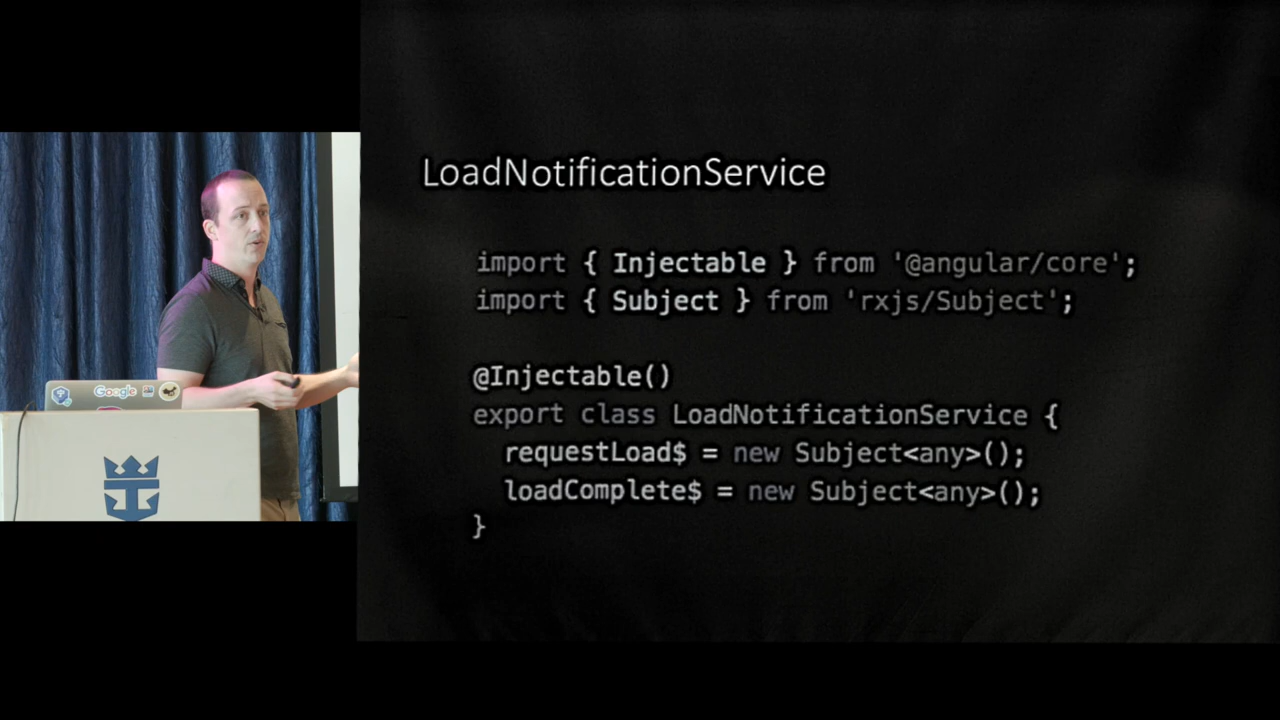 LoadNotificationService
import { Injectable } from '@angular/core';
import { Subject } from 'rxjs/Subject';
@Injectable()
export class LoadNotificationService {
requestLoad$ = new Subject<any>();
loadComplete$ = new Subject<any>();
}
Google